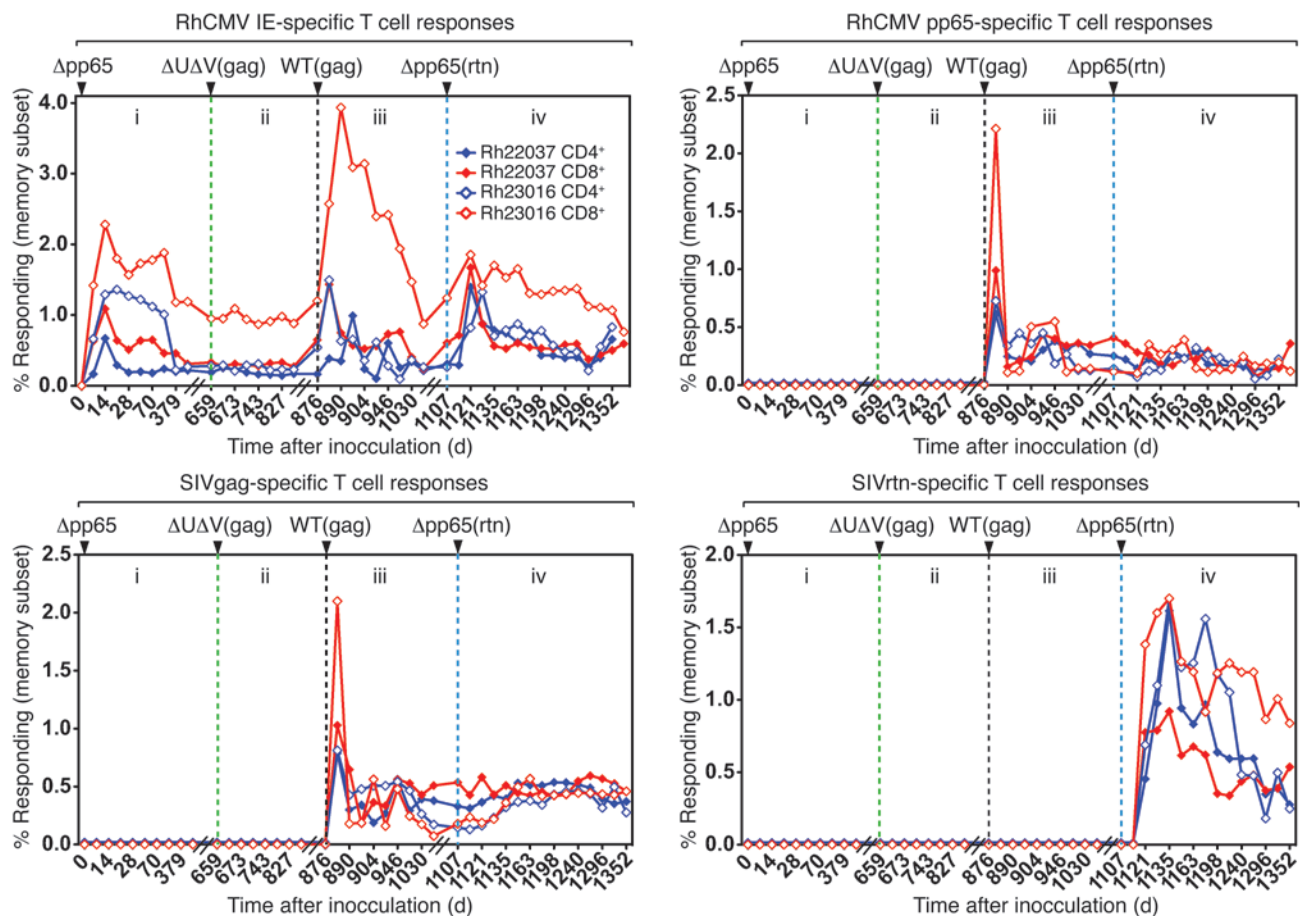 RhCMV IE-specific T cell responses
Δpp65 ΔUΔV(gag) WT(gag) Δpp65(rtn)
% Responding (memory subset)
4.0
3.0
2.0
1.0
0.0
i ii iii iv
Rh22037 CD4+
Rh22037 CD8+
Rh23016 CD4+
Rh23016 CD8+
0 14 28 70 379 659 673 743 827 876 890 904 946 1030 1107 1121 1135 1163 1198 1240 1296 1352
Time after inocculation (d)
RhCMV pp65-specific T cell responses
Δpp65 ΔUΔV(gag) WT(gag) Δpp65(rtn)
% Responding (memory subset)
2.5
2.0
1.5
1.0
0.5
0.0
i ii iii iv
0 14 28 70 379 659 673 743 827 876 890 904 946 1030 1107 1121 1135 1163 1198 1240 1296 1352
Time after inocculation (d)
SIVgag-specific T cell responses
Δpp65 ΔUΔV(gag) WT(gag) Δpp65(rtn)
% Responding (memory subset)
2.5
2.0
1.5
1.0
0.5
0.0
i ii iii iv
0 14 28 70 379 659 673 743 827 876 890 904 946 1030 1107 1121 1135 1163 1198 1240 1296 1352
Time after inocculation (d)
SIVrtn-specific T cell responses
Δpp65 ΔUΔV(gag) WT(gag) Δpp65(rtn)
% Responding (memory subset)
2.0
1.5
1.0
0.5
0.0
i ii iii iv
0 14 28 70 379 659 673 743 827 876 890 904 946 1030 1107 1121 1135 1163 1198 1240 1296 1352
Time after inocculation (d)